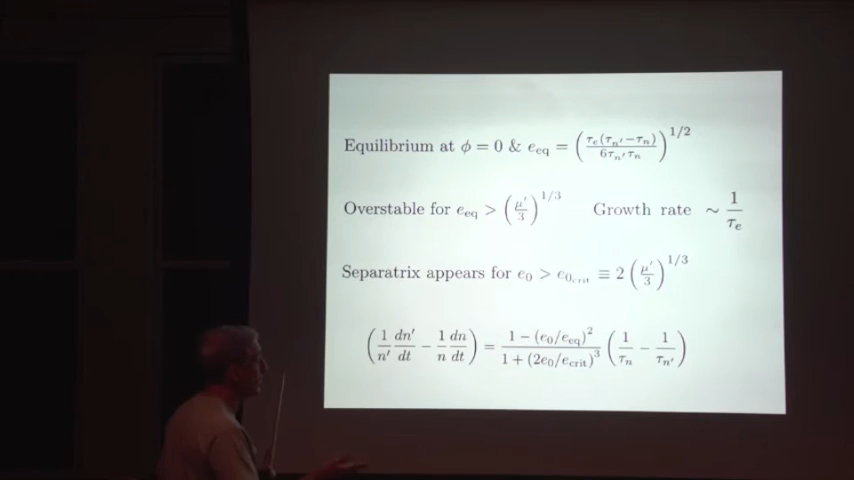 Equilibrium at ϕ = 0 & e_eq = (τ_e(τ_n′−τ_n) / 6τ_n′τ_n)^1/2
Overstable for e_eq > (μ′/3)^1/3 Growth rate ∼ 1/τ_e
Separatrix appears for e_0 > e_0crit ≡ 2 (μ′/3)^1/3
(1/n′ dn′/dt − 1/n dn/dt) = (1 − (e_0/e_eq)^2) / (1 + (2e_0/e_crit)^3) (1/τ_n − 1/τ_n′)